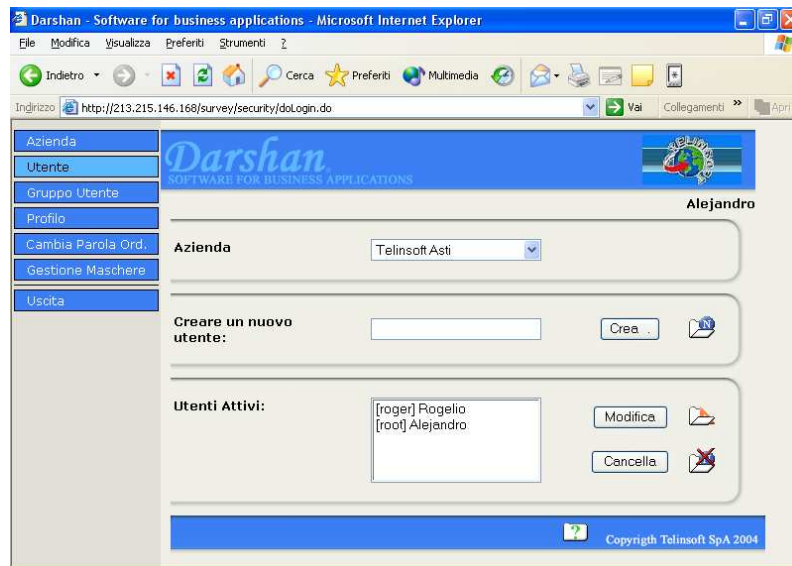 Darshan - Software for business applications - Microsoft Internet Explorer
File Modifica Visualizza Preferiti Strumenti ?
Indietro Cerca Preferiti Multimedia
Indirizzo http://213.215.146.168/survey/security/doLogin.do Vai Collegamenti » Apri
Azienda
Utente
Gruppo Utente
Profilo
Cambia Parola Ord.
Gestione Maschere
Uscita
Darshan
SOFTWARE FOR BUSINESS APPLICATIONS
Alejandro
Azienda Telinsoft Asti
Creare un nuovo utente: Crea .
Utenti Attivi:
[roger] Rogelio
[root] Alejandro
Modifica
Cancella
? Copyrigth Telinsoft SpA 2004